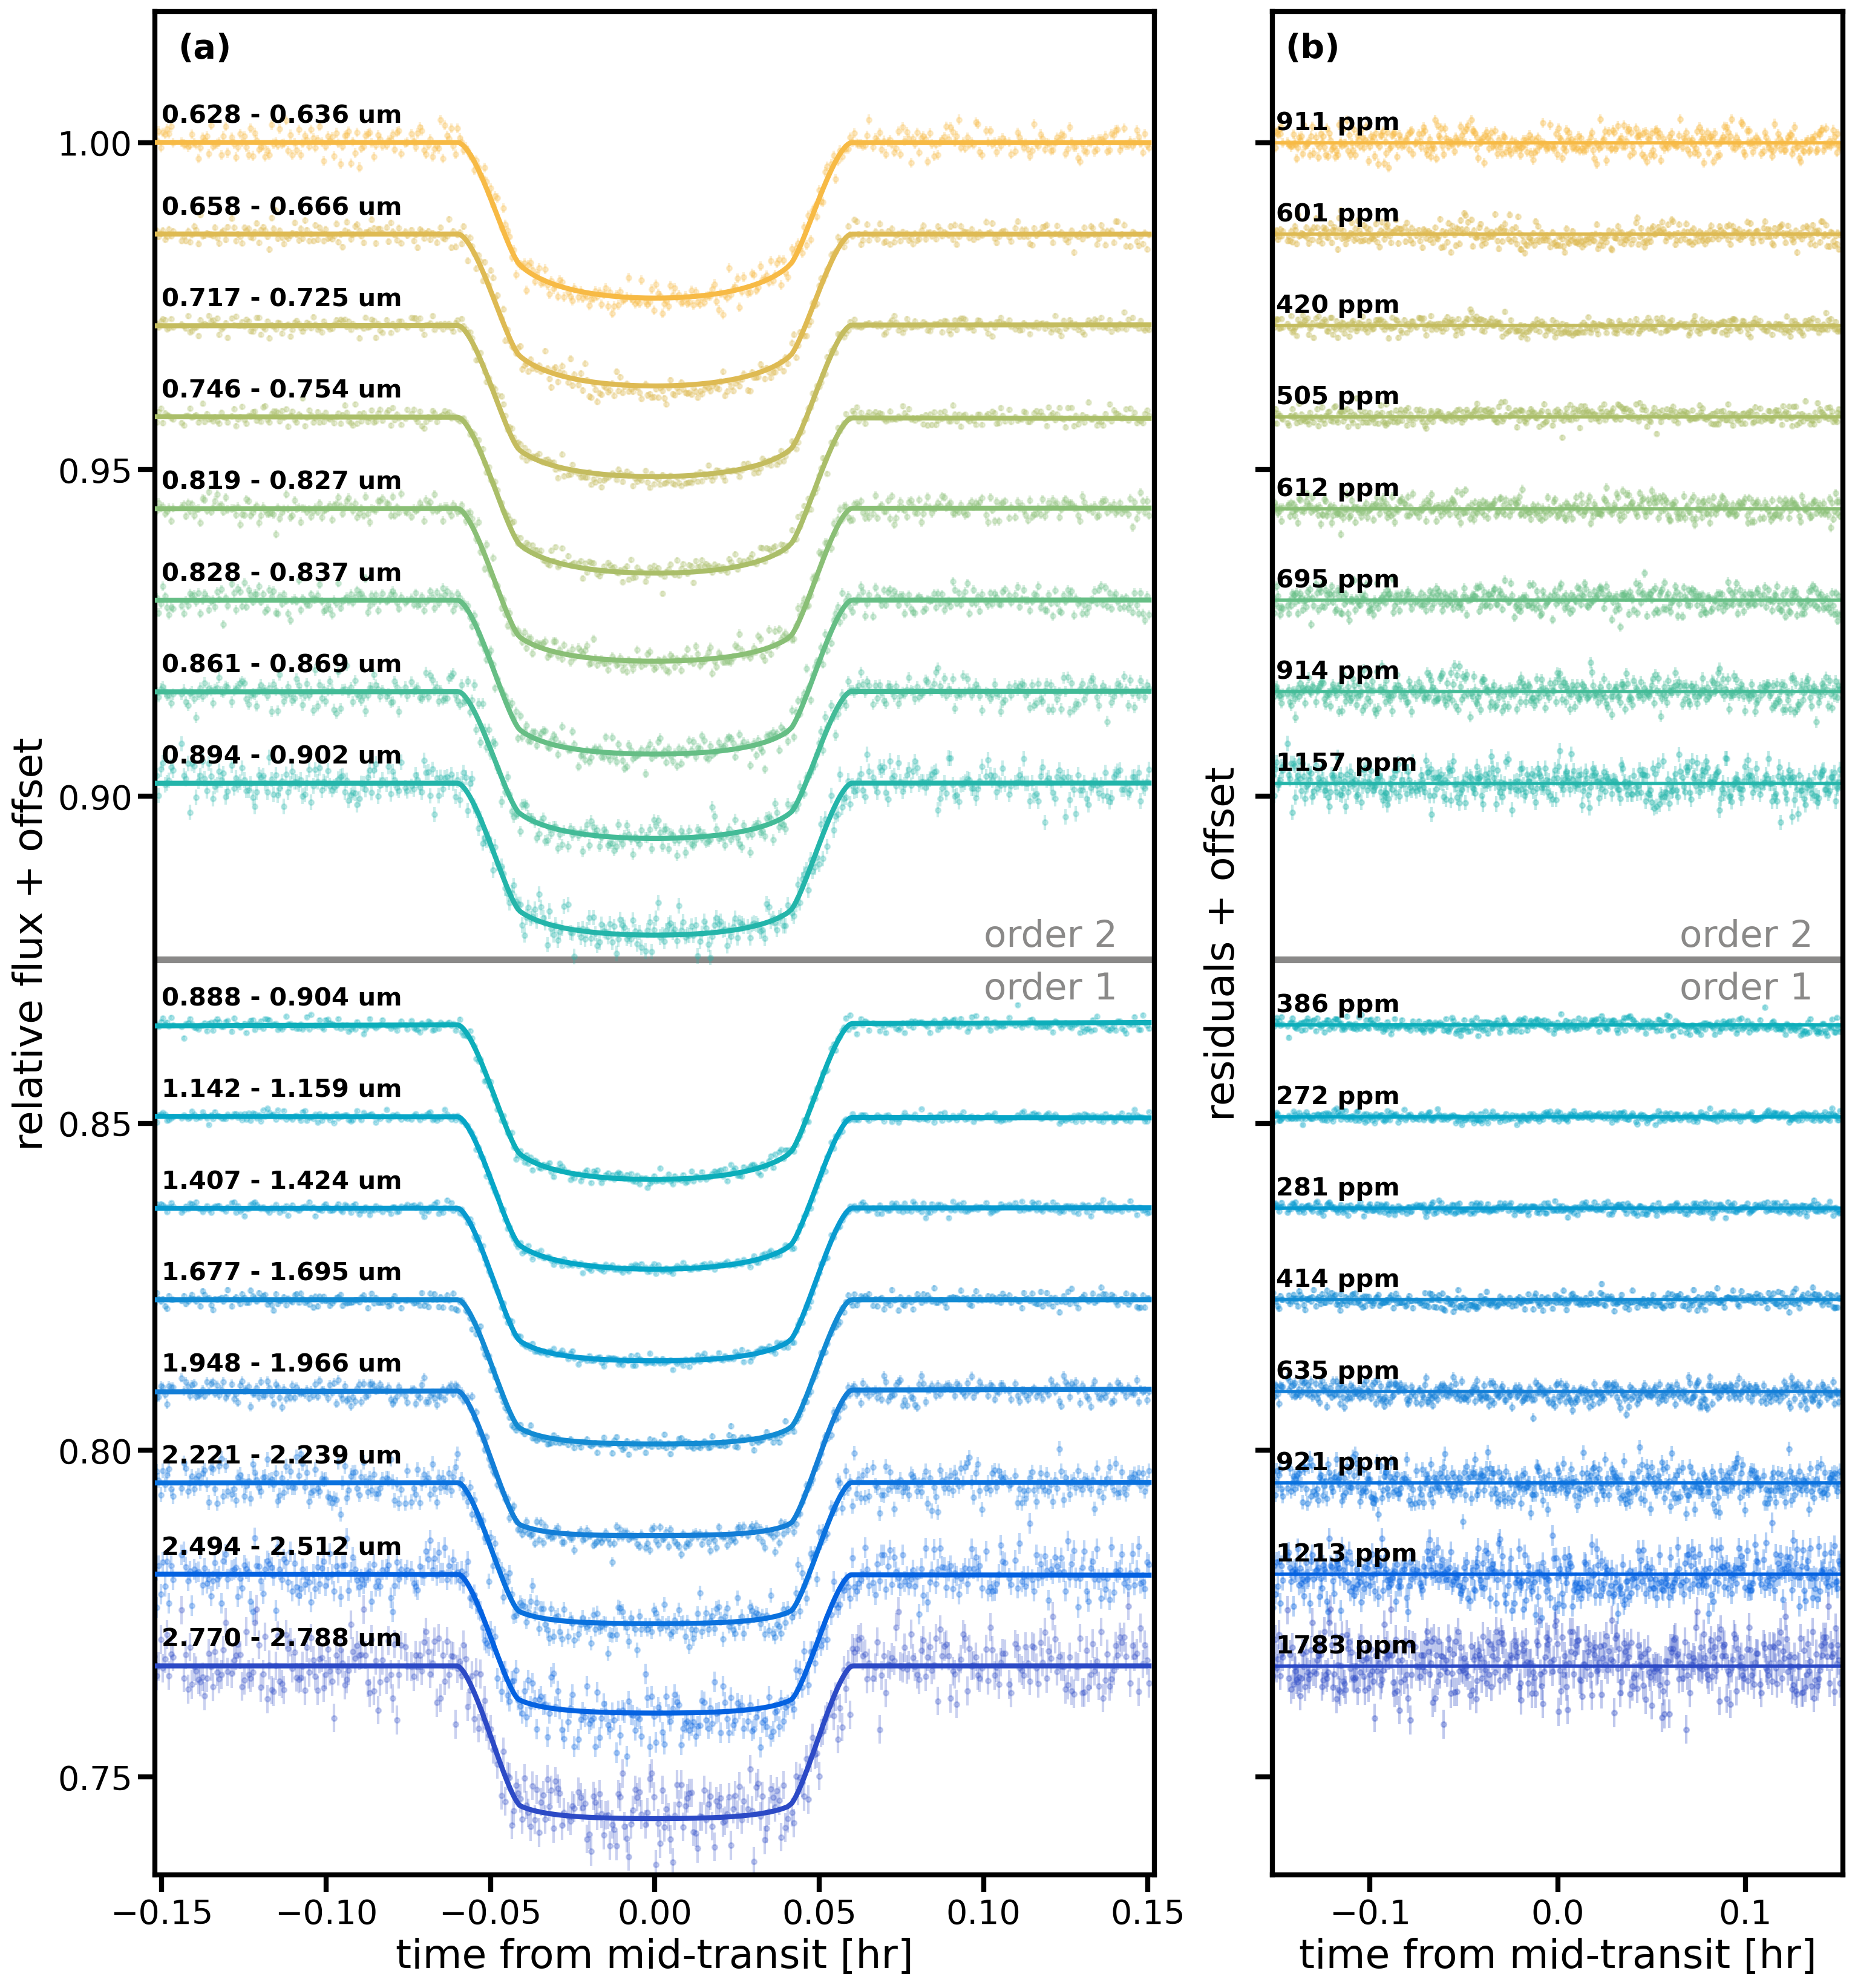 (a)
0.628 - 0.636 um
1.00
0.658 - 0.666 um
0.717 - 0.725 um
0.746 - 0.754 um
0.95
0.819 - 0.827 um
0.828 - 0.837 um
0.861 - 0.869 um
0.894 - 0.902 um
0.90
order 2
order 1
0.888 - 0.904 um
1.142 - 1.159 um
0.85
1.407 - 1.424 um
1.677 - 1.695 um
1.948 - 1.966 um
0.80
2.221 - 2.239 um
2.494 - 2.512 um
2.770 - 2.788 um
0.75
relative flux + offset
−0.15 −0.10 −0.05 0.00 0.05 0.10 0.15
time from mid-transit [hr]
(b)
911 ppm
601 ppm
420 ppm
505 ppm
612 ppm
695 ppm
914 ppm
1157 ppm
order 2
order 1
386 ppm
272 ppm
281 ppm
414 ppm
635 ppm
921 ppm
1213 ppm
1783 ppm
residuals + offset
−0.1 0.0 0.1
time from mid-transit [hr]